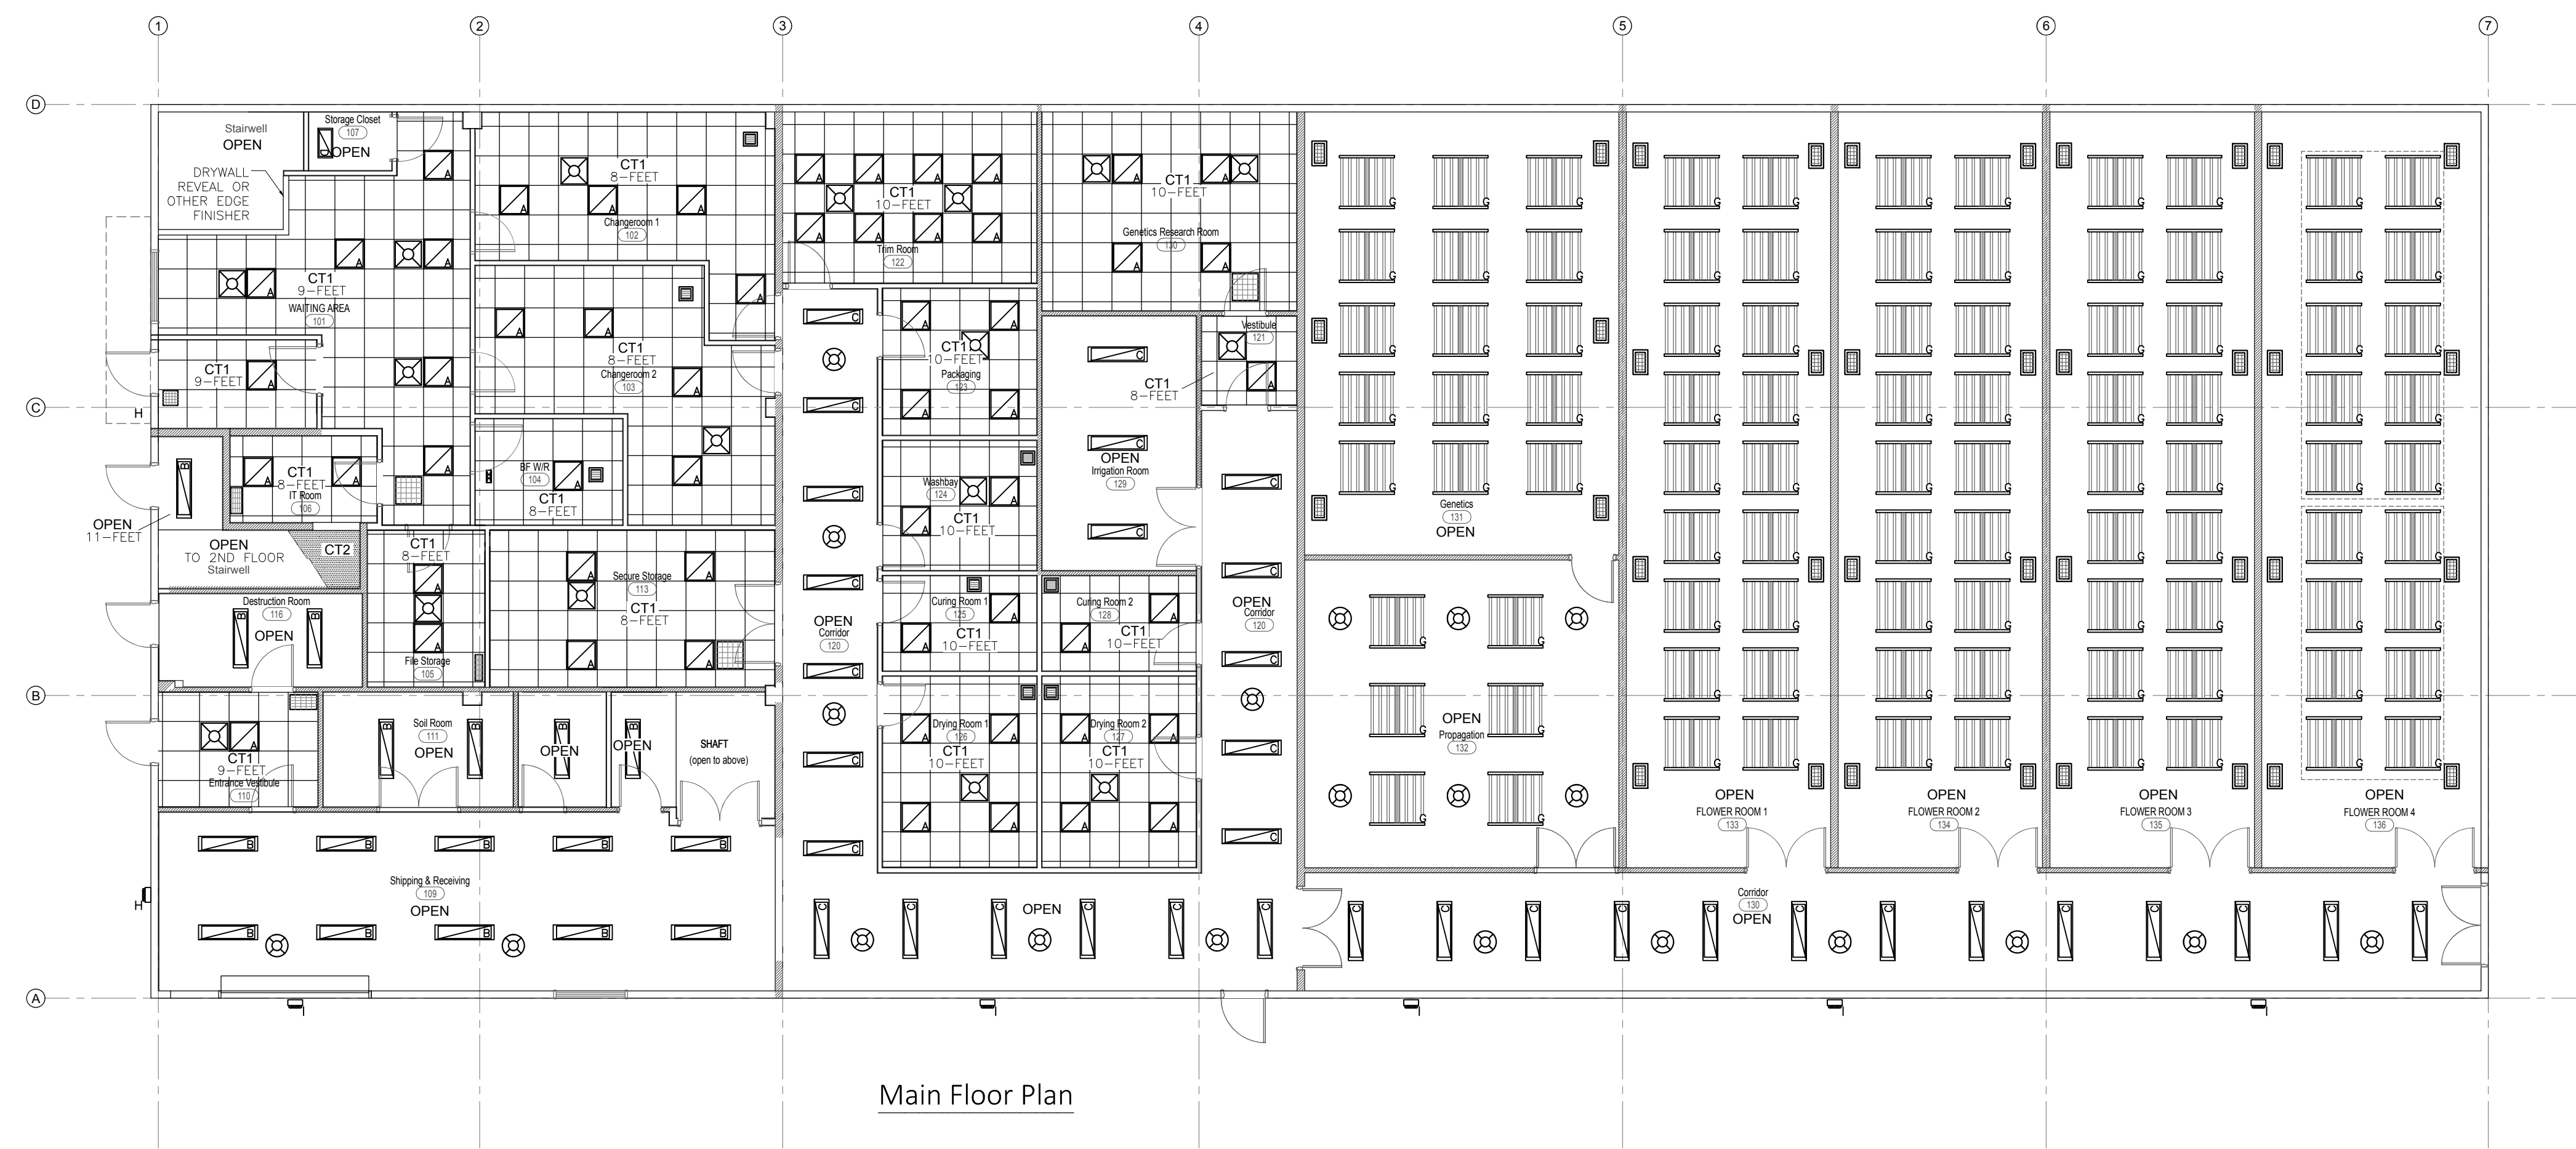 1 2 3 4 5 6 7
D
Stairwell
OPEN
DRYWALL
REVEAL OR
OTHER EDGE
FINISHER
Storage Closet
107
OPEN
CT1
9-FEET
WAITING AREA
101
CT1
9-FEET
CT1
8-FEET
Changeroom 1
102
CT1
8-FEET
Changeroom 2
103
BF W/R
104
CT1
8-FEET
CT1
10-FEET
Trim Room
122
CT1
10-FEET
Genetics Research Room
130
CT1
10-FEET
Packaging
123
Vestibule
121
CT1
8-FEET
C
H
CT1
8-FEET
IT Room
106
OPEN
11-FEET
OPEN
TO 2ND FLOOR
Stairwell
CT2
CT1
8-FEET
File Storage
105
Secure Storage
113
CT1
8-FEET
Washbay
124
CT1
10-FEET
OPEN
Irrigation Room
129
Genetics
131
OPEN
Destruction Room
116
OPEN
OPEN
Corridor
120
Curing Room 1
125
CT1
10-FEET
Curing Room 2
128
CT1
10-FEET
OPEN
Corridor
120
B
CT1
9-FEET
Entrance Vestibule
110
Soil Room
111
OPEN
OPEN
OPEN
SHAFT
(open to above)
Drying Room 1
126
CT1
10-FEET
Drying Room 2
127
CT1
10-FEET
OPEN
Propagation
132
OPEN
FLOWER ROOM 1
133
OPEN
FLOWER ROOM 2
134
OPEN
FLOWER ROOM 3
135
OPEN
FLOWER ROOM 4
136
Shipping & Receiving
109
OPEN
H
OPEN
Corridor
130
OPEN
A
I I I I I
Main Floor Plan